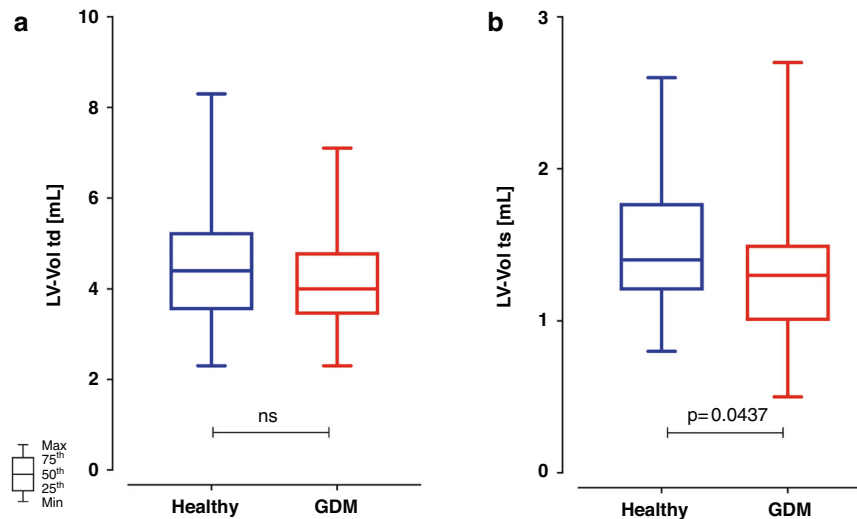 a
10
8
6
4
2
0
LV-Vol td [mL]
ns
Healthy GDM
Max
75th
50th
25th
Min
b
3
2
1
0
LV-Vol ts [mL]
p=0.0437
Healthy GDM